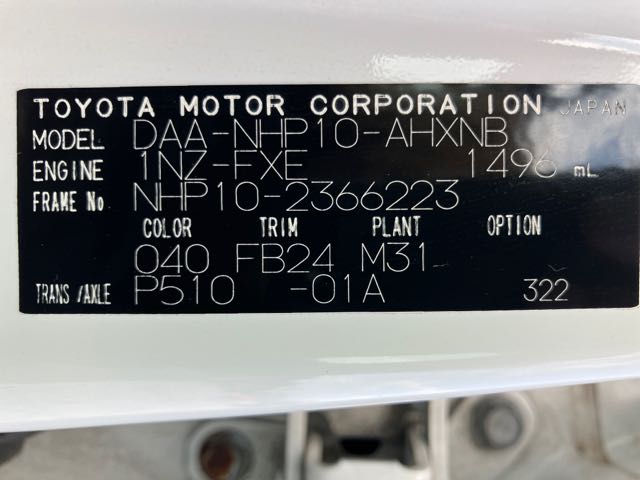 TOYOTA MOTOR CORPORATION JAPAN
MODEL DAA-NHP10-AHXNB
ENGINE 1NZ-FXE 1496 mL
FRAME No NHP10-2366223
COLOR TRIM PLANT OPTION
040 FB24 M31
TRANS /AXLE P510 -01A 322